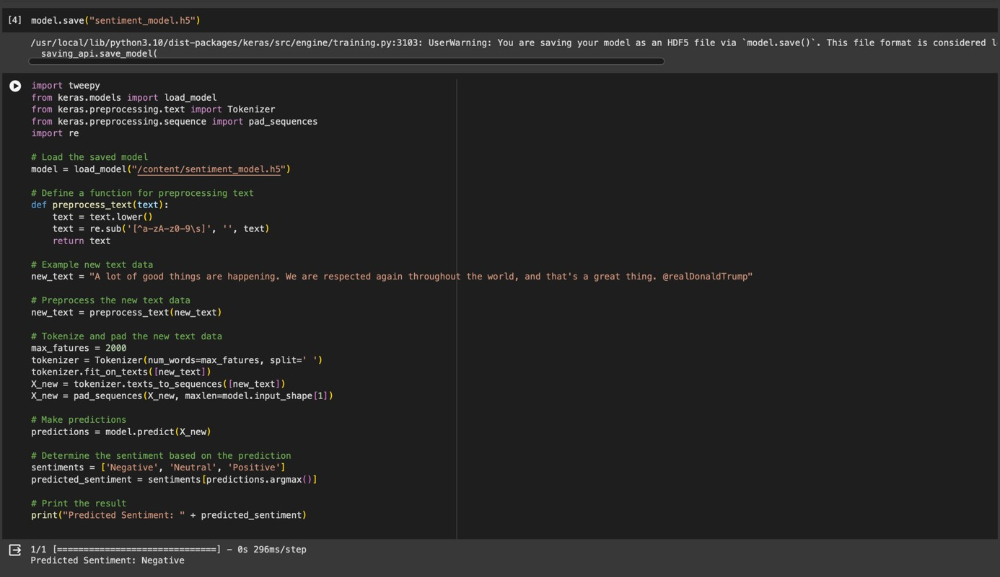 [4] model.save("sentiment_model.h5")
/usr/local/lib/python3.10/dist-packages/keras/src/engine/training.py:3103: UserWarning: You are saving your model as an HDF5 file via `model.save()`. This file format is considered l
  saving_api.save_model(
import tweepy
from keras.models import load_model
from keras.preprocessing.text import Tokenizer
from keras.preprocessing.sequence import pad_sequences
import re

# Load the saved model
model = load_model("/content/sentiment_model.h5")

# Define a function for preprocessing text
def preprocess_text(text):
    text = text.lower()
    text = re.sub('[^a-zA-z0-9\s]', '', text)
    return text

# Example new text data
new_text = "A lot of good things are happening. We are respected again throughout the world, and that's a great thing. @realDonaldTrump"

# Preprocess the new text data
new_text = preprocess_text(new_text)

# Tokenize and pad the new text data
max_fatures = 2000
tokenizer = Tokenizer(num_words=max_fatures, split=' ')
tokenizer.fit_on_texts([new_text])
X_new = tokenizer.texts_to_sequences([new_text])
X_new = pad_sequences(X_new, maxlen=model.input_shape[1])

# Make predictions
predictions = model.predict(X_new)

# Determine the sentiment based on the prediction
sentiments = ['Negative', 'Neutral', 'Positive']
predicted_sentiment = sentiments[predictions.argmax()]

# Print the result
print("Predicted Sentiment: " + predicted_sentiment)

1/1 [==============================] - 0s 296ms/step
Predicted Sentiment: Negative